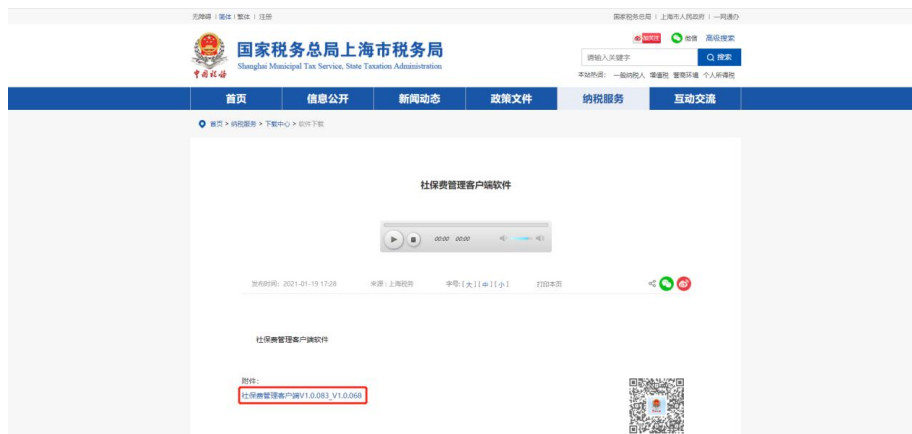 无障碍 | 简体 | 繁体 | 注册
国家税务总局 | 上海市人民政府 | 一网通办
加关注 微信 高级搜索
国家税务总局上海市税务局
Shanghai Municipal Tax Service, State Taxation Administration
中国税务
请输入关键字 搜索
本站热词: 一般纳税人 增值税 营商环境 个人所得税
首页 信息公开 新闻动态 政策文件 纳税服务 互动交流
首页 > 纳税服务 > 下载中心 > 软件下载
社保费管理客户端软件
00:00 00:00
发布时间: 2021-01-19 17:28 来源: 上海税务 字号:[大][中][小] 打印本页
社保费管理客户端软件
附件:
社保费管理客户端V1.0.083_V1.0.068